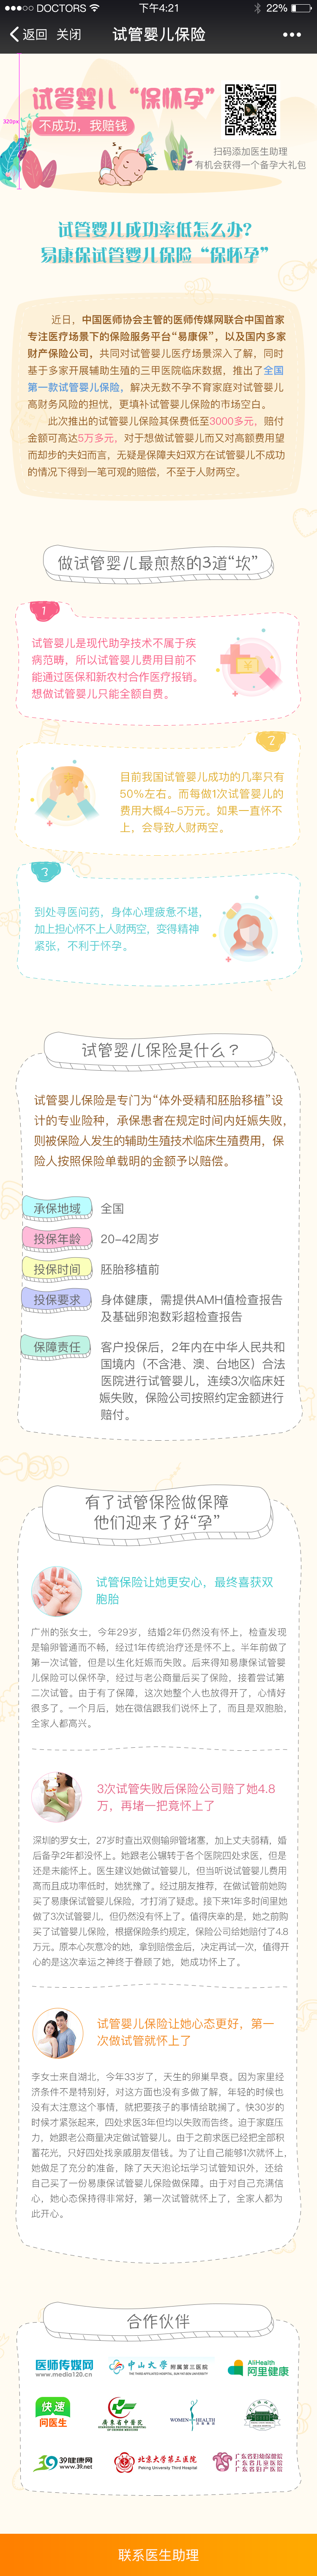 ●●●○○ DOCTORS 下午4:21 22%
返回 关闭 试管婴儿保险 •••
试管婴儿“保怀孕”
不成功，我赔钱
320px
扫码添加医生助理
有机会获得一个备孕大礼包
试管婴儿成功率低怎么办?
易康保试管婴儿保险“保怀孕”
近日，中国医师协会主管的医师传媒网联合中国首家
专注医疗场景下的保险服务平台“易康保”，以及国内多家
财产保险公司，共同对试管婴儿医疗场景深入了解，同时
基于多家开展辅助生殖的三甲医院临床数据，推出了全国
第一款试管婴儿保险，解决无数不孕不育家庭对试管婴儿
高财务风险的担忧，更填补试管婴儿保险的市场空白。
此次推出的试管婴儿保险其保费低至3000多元，赔付
金额可高达5万多元，对于想做试管婴儿而又对高额费用望
而却步的夫妇而言，无疑是保障夫妇双方在试管婴儿不成功
的情况下得到一笔可观的赔偿，不至于人财两空。
做试管婴儿最煎熬的3道“坎”
1
试管婴儿是现代助孕技术不属于疾
病范畴，所以试管婴儿费用目前不
能通过医保和新农村合作医疗报销。
想做试管婴儿只能全额自费。
2
目前我国试管婴儿成功的几率只有
50%左右。而每做1次试管婴儿的
费用大概4-5万元。如果一直怀不
上，会导致人财两空。
3
到处寻医问药，身体心理疲惫不堪，
加上担心怀不上人财两空，变得精神
紧张，不利于怀孕。
试管婴儿保险是什么？
试管婴儿保险是专门为“体外受精和胚胎移植”设
计的专业险种，承保患者在规定时间内妊娠失败，
则被保险人发生的辅助生殖技术临床生殖费用，保
险人按照保险单载明的金额予以赔偿。
承保地域 全国
投保年龄 20-42周岁
投保时间 胚胎移植前
投保要求 身体健康，需提供AMH值检查报告
及基础卵泡数彩超检查报告
保障责任 客户投保后，2年内在中华人民共和
国境内（不含港、澳、台地区）合法
医院进行试管婴儿，连续3次临床妊
娠失败，保险公司按照约定金额进行
赔付。
有了试管保险做保障
他们迎来了好“孕”
试管保险让她更安心，最终喜获双
胞胎
广州的张女士，今年29岁，结婚2年仍然没有怀上，检查发现
是输卵管通而不畅，经过1年传统治疗还是怀不上。半年前做了
第一次试管，但是以生化妊娠而失败。后来得知易康保试管婴
儿保险可以保怀孕，经过与老公商量后买了保险，接着尝试第
二次试管。由于有了保障，这次她整个人也放得开了，心情好
很多了。一个月后，她在微信跟我们说怀上了，而且是双胞胎，
全家人都高兴。
3次试管失败后保险公司赔了她4.8
万，再堵一把竟怀上了
深圳的罗女士，27岁时查出双侧输卵管堵塞，加上丈夫弱精，婚
后备孕2年都没怀上。她跟老公辗转于各个医院四处求医，但是
还是未能怀上。医生建议她做试管婴儿，但当听说试管婴儿费用
高而且成功率低时，她犹豫了。经过朋友推荐，在做试管前她购
买了易康保试管婴儿保险，才打消了疑虑。接下来1年多时间里她
做了3次试管婴儿，但仍然没有怀上了。值得庆幸的是，她之前购
买了试管婴儿保险，根据保险条约规定，保险公司给她赔付了4.8
万元。原本心灰意冷的她，拿到赔偿金后，决定再试一次，值得开
心的是这次幸运之神终于眷顾了她，她成功怀上了。
试管婴儿保险让她心态更好，第一
次做试管就怀上了
李女士来自湖北，今年33岁了，天生的卵巢早衰。因为家里经
济条件不是特别好，对这方面也没有多做了解，年轻的时候也
没有太注意这个事情，就把要孩子的事情给耽搁了。快30岁的
时候才紧张起来，四处求医3年但均以失败而告终。迫于家庭压
力，她跟老公商量决定做试管婴儿。由于之前求医已经把全部积
蓄花光，只好四处找亲戚朋友借钱。为了让自己能够1次就怀上，
她做足了充分的准备，除了天天泡论坛学习试管知识外，还给
自己买了一份易康保试管婴儿保险做保障。由于对自己充满信
心，她心态保持得非常好，第一次试管就怀上了，全家人都为
此开心。
合作伙伴
医师传媒网 www.media120.cn
中山大学 附属第三医院
AliHealth 阿里健康
快速问医生
广东省中医院
WOMEN HEALTH
39健康网 www.39.net
北京大学第三医院 Peking University Third Hospital
广东省妇幼保健院
广东省儿童医院
广东省妇产医院
联系医生助理